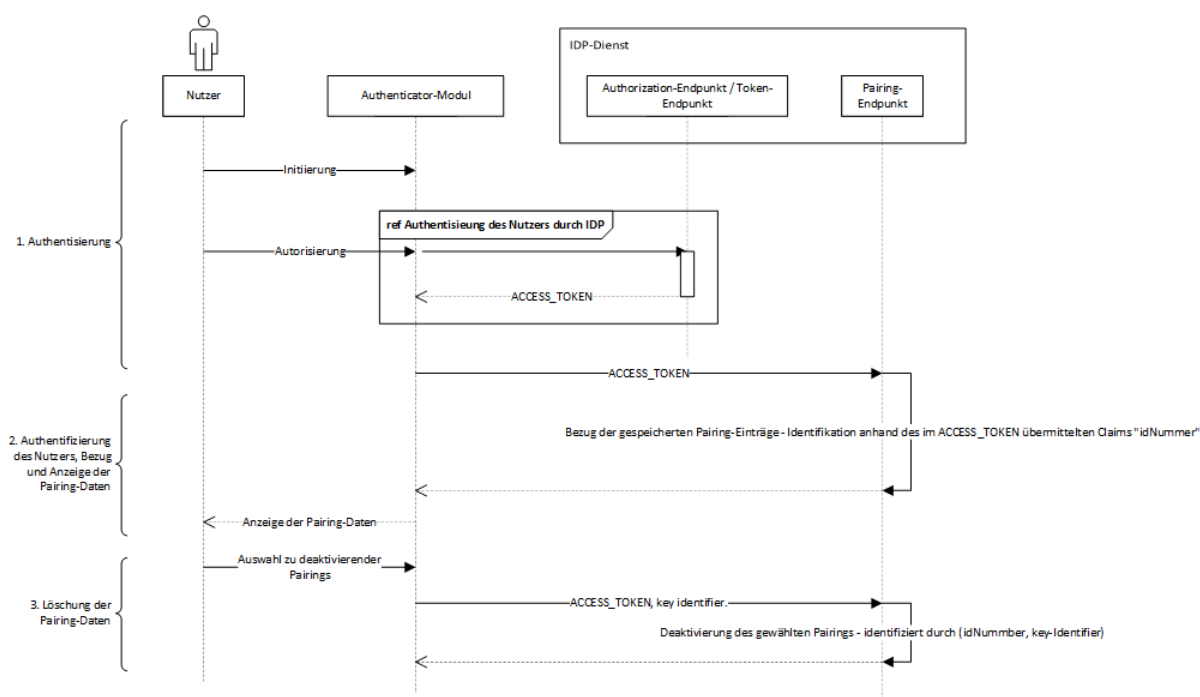 IDP-Dienst
Nutzer
Authenticator-Modul
Authorization-Endpunkt / Token-
Endpunkt
Pairing-
Endpunkt
Initiierung
ref Authentisieung des Nutzers durch IDP
1. Authentisierung
Autorisierung
ACCESS_TOKEN
ACCESS_TOKEN
2. Authentifizierung
des Nutzers, Bezug
und Anzeige der
Pairing-Daten
Bezug der gespeicherten Pairing-Einträge - Identifikation anhand des im ACCESS_TOKEN übermittelten Claims "idNummer"
Anzeige der Pairing-Daten
Auswahl zu deaktivierender
Pairings
3. Löschung der
Pairing-Daten
ACCESS_TOKEN, key identifier.
Deaktivierung des gewählten Pairings - identifiziert durch (idNummber, key-Identifier)